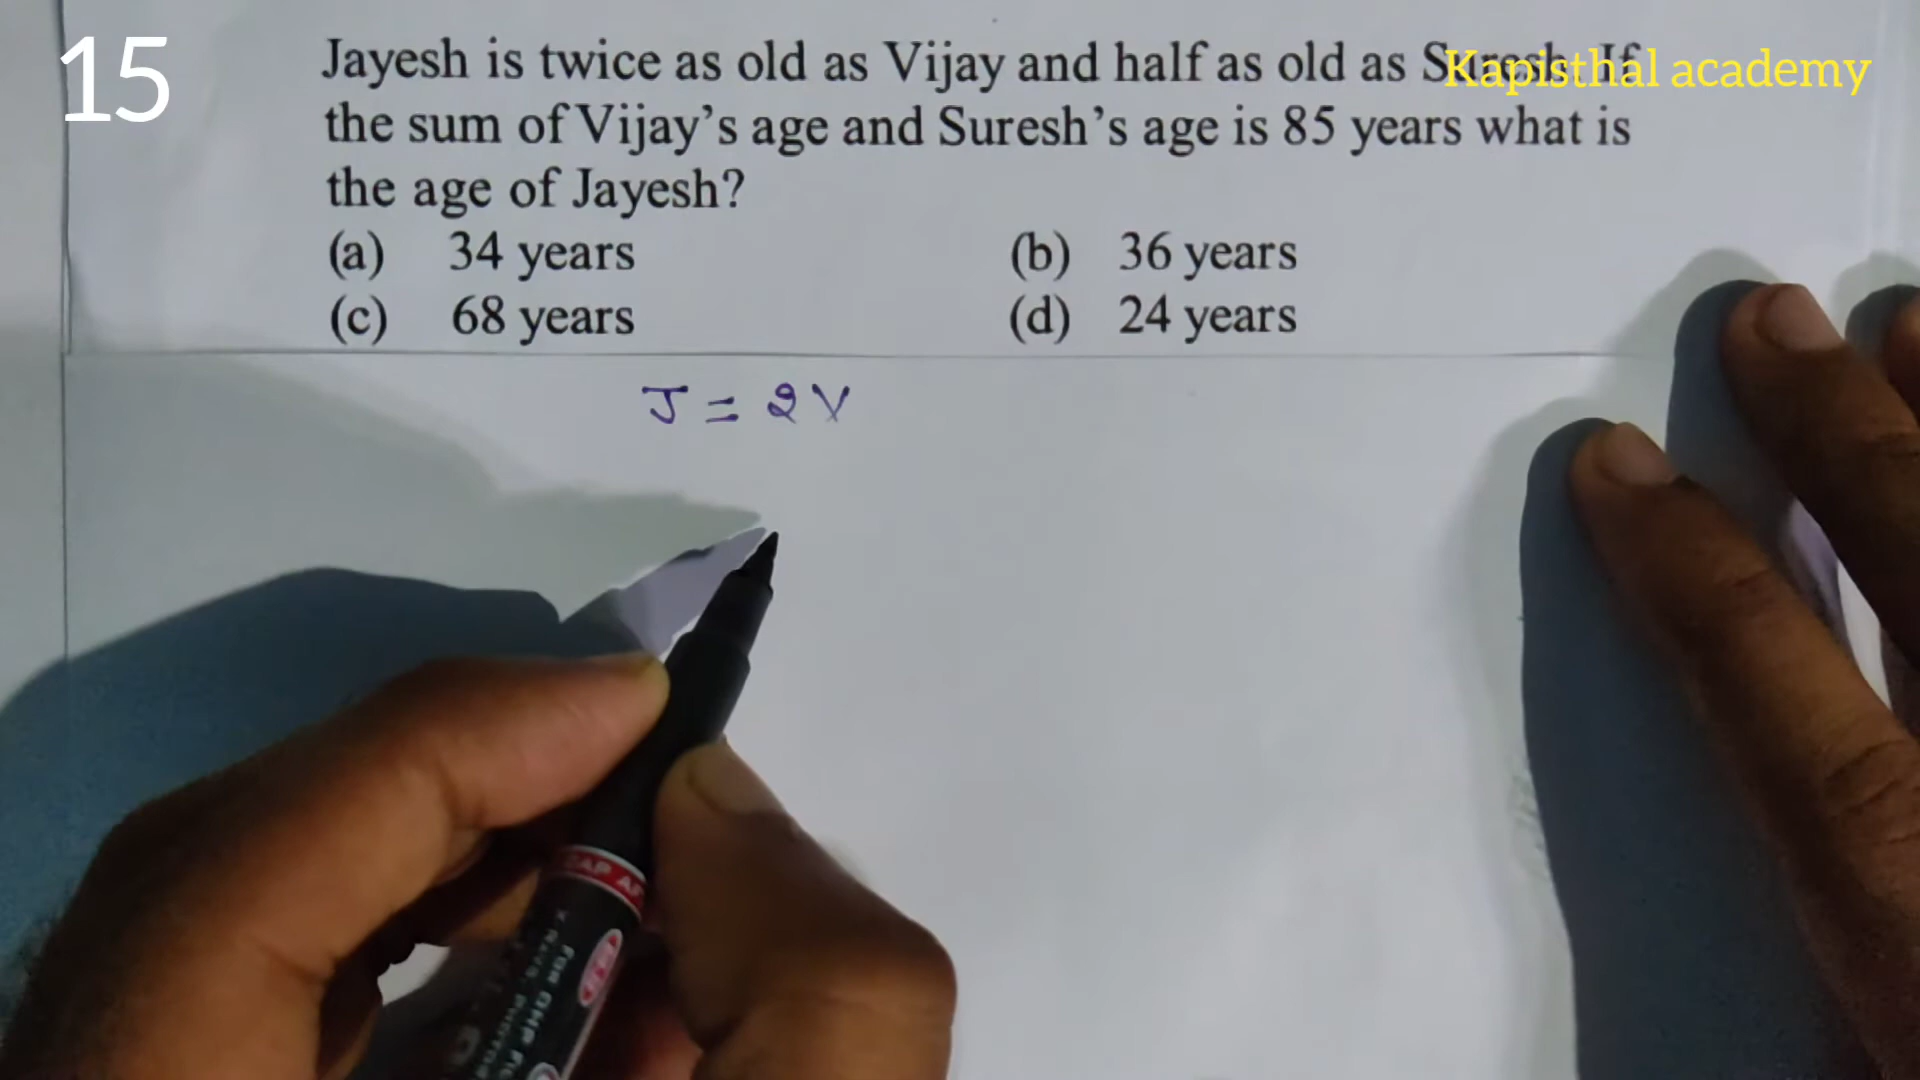 15
Jayesh is twice as old as Vijay and half as old as Suresh. If
Kapisthal academy
the sum of Vijay's age and Suresh's age is 85 years what is
the age of Jayesh?
(a) 34 years (b) 36 years
(c) 68 years (d) 24 years
J = 2V